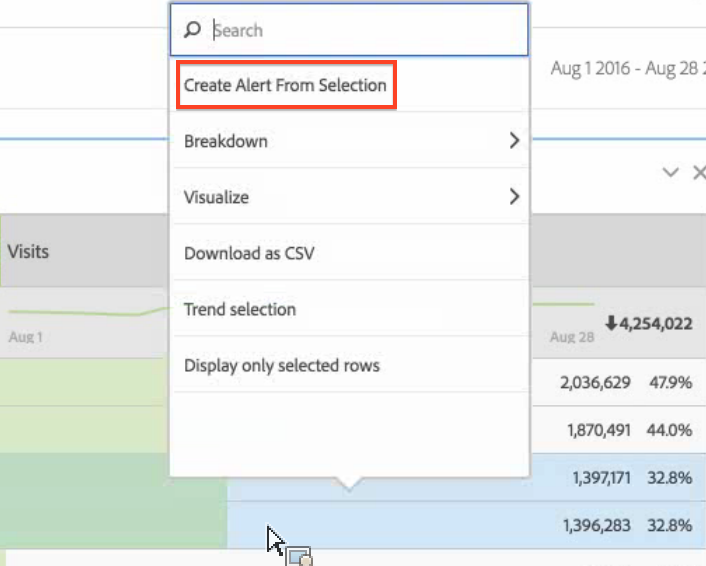 Search
Create Alert From Selection
Aug 1 2016 - Aug 28
Breakdown
Visualize
Visits
Download as CSV
Trend selection
Aug 1
Aug 28
4,254,022
Display only selected rows
2,036,629 47.9%
1,870,491 44.0%
1,397,171 32.8%
1,396,283 32.8%